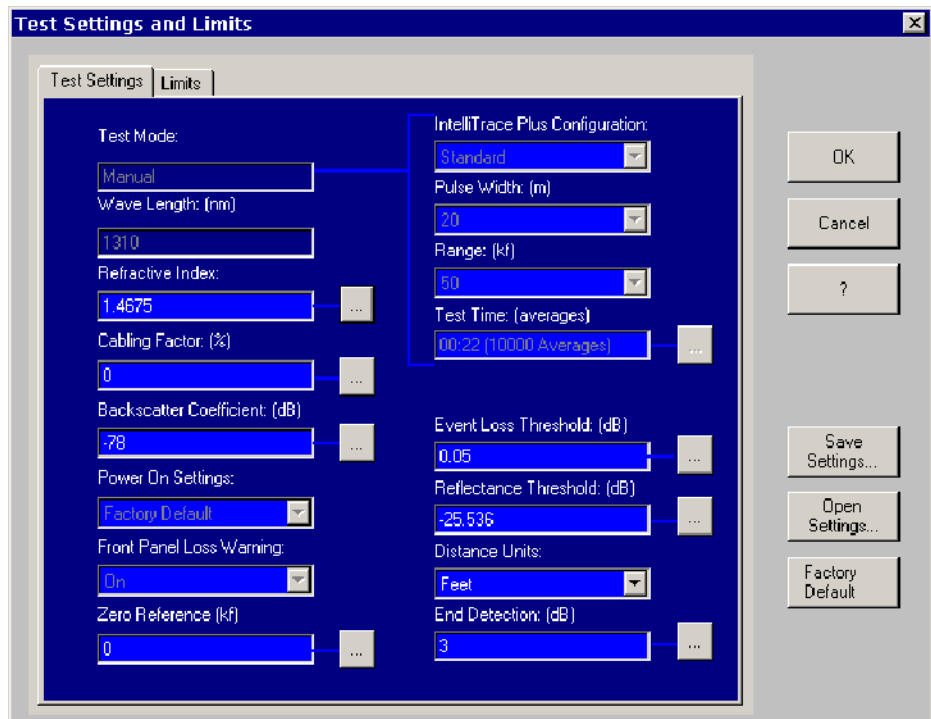 Test Settings and Limits
Test Settings
Limits
Test Mode:
Manual
Wave Length: (nm)
1310
Refractive Index:
1.4675
...
Cabling Factor: (%)
0
...
Backscatter Coefficient: (dB)
-78
...
Power On Settings:
Factory Default
Front Panel Loss Warning:
On
Zero Reference (kf)
0
...
IntelliTrace Plus Configuration:
Standard
Pulse Width: (m)
20
Range: (kf)
50
Test Time: (averages)
00:22 (10000 Averages)
...
Event Loss Threshold: (dB)
0.05
...
Reflectance Threshold: (dB)
-25.536
...
Distance Units:
Feet
End Detection: (dB)
3
...
OK
Cancel
?
Save
Settings...
Open
Settings...
Factory
Default